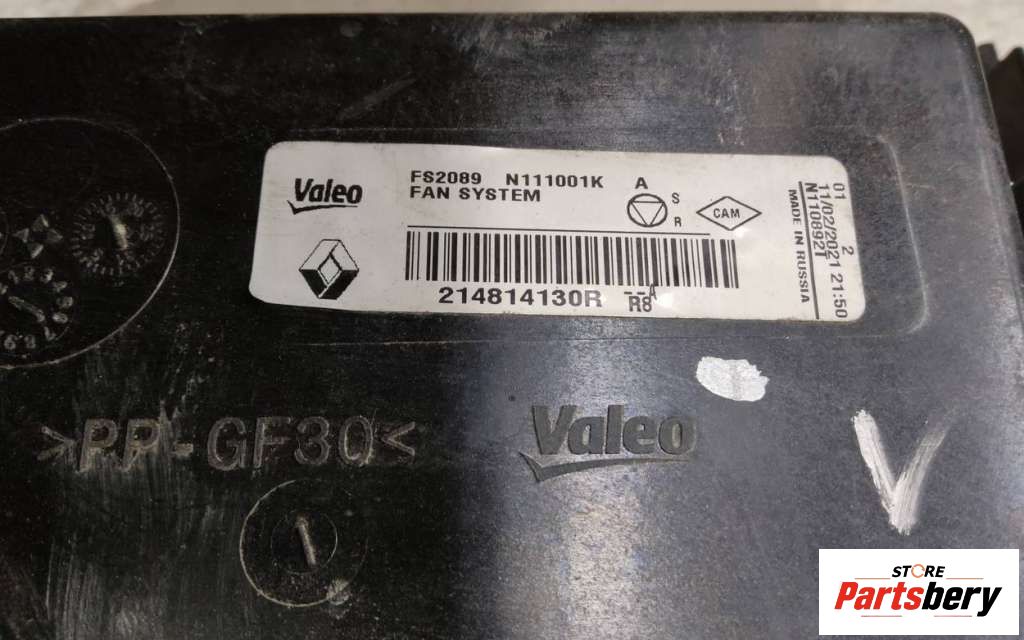 Valeo
FS2089 N111001K
FAN SYSTEM
A
S
R
CAM
214814130R --A
R8
01 2
11/02/2021 21:50
N110892T
MADE IN RUSSIA
>PP-GF30<
Valeo
1
V
STORE
Partsbery